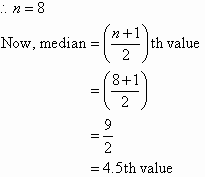 ∴ n = 8
Now, median = ((n+1)/2)th value
= ((8+1)/2)
= 9/2
= 4.5th value